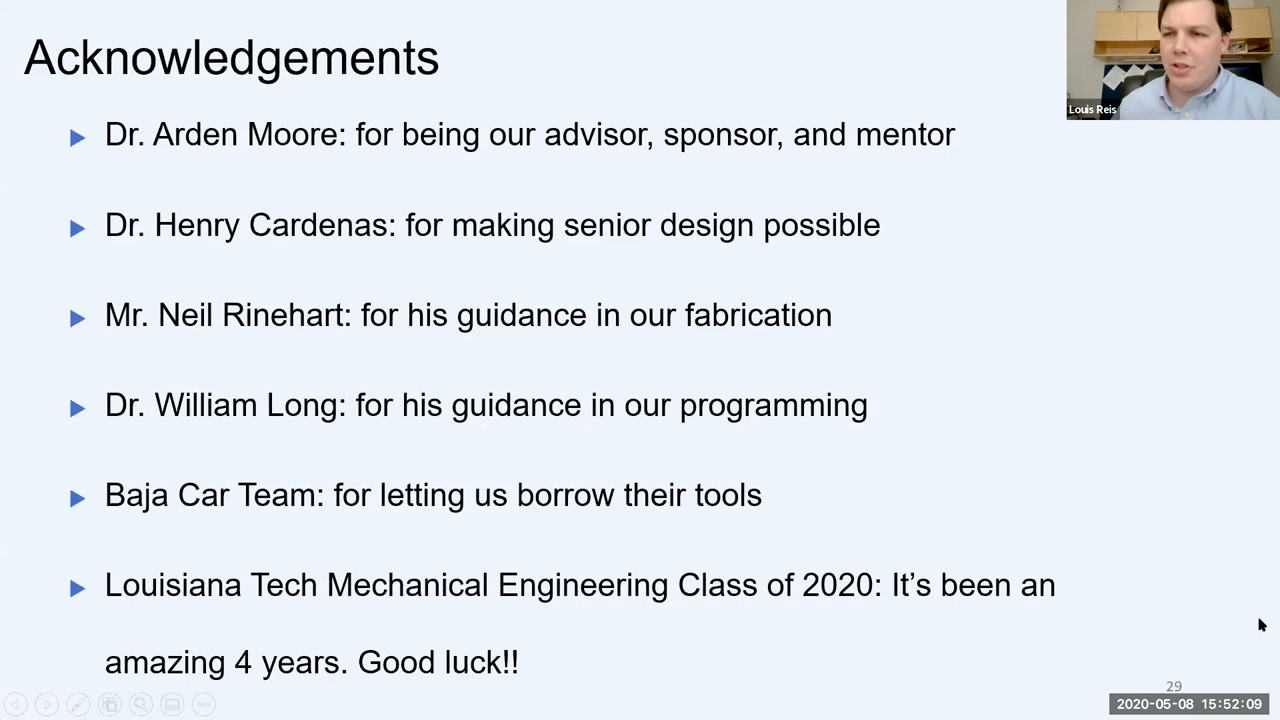 Acknowledgements
Louis Reis
Dr. Arden Moore: for being our advisor, sponsor, and mentor
Dr. Henry Cardenas: for making senior design possible
Mr. Neil Rinehart: for his guidance in our fabrication
Dr. William Long: for his guidance in our programming
Baja Car Team: for letting us borrow their tools
Louisiana Tech Mechanical Engineering Class of 2020: It’s been an
amazing 4 years. Good luck!!
29
2020-05-08 15:52:09